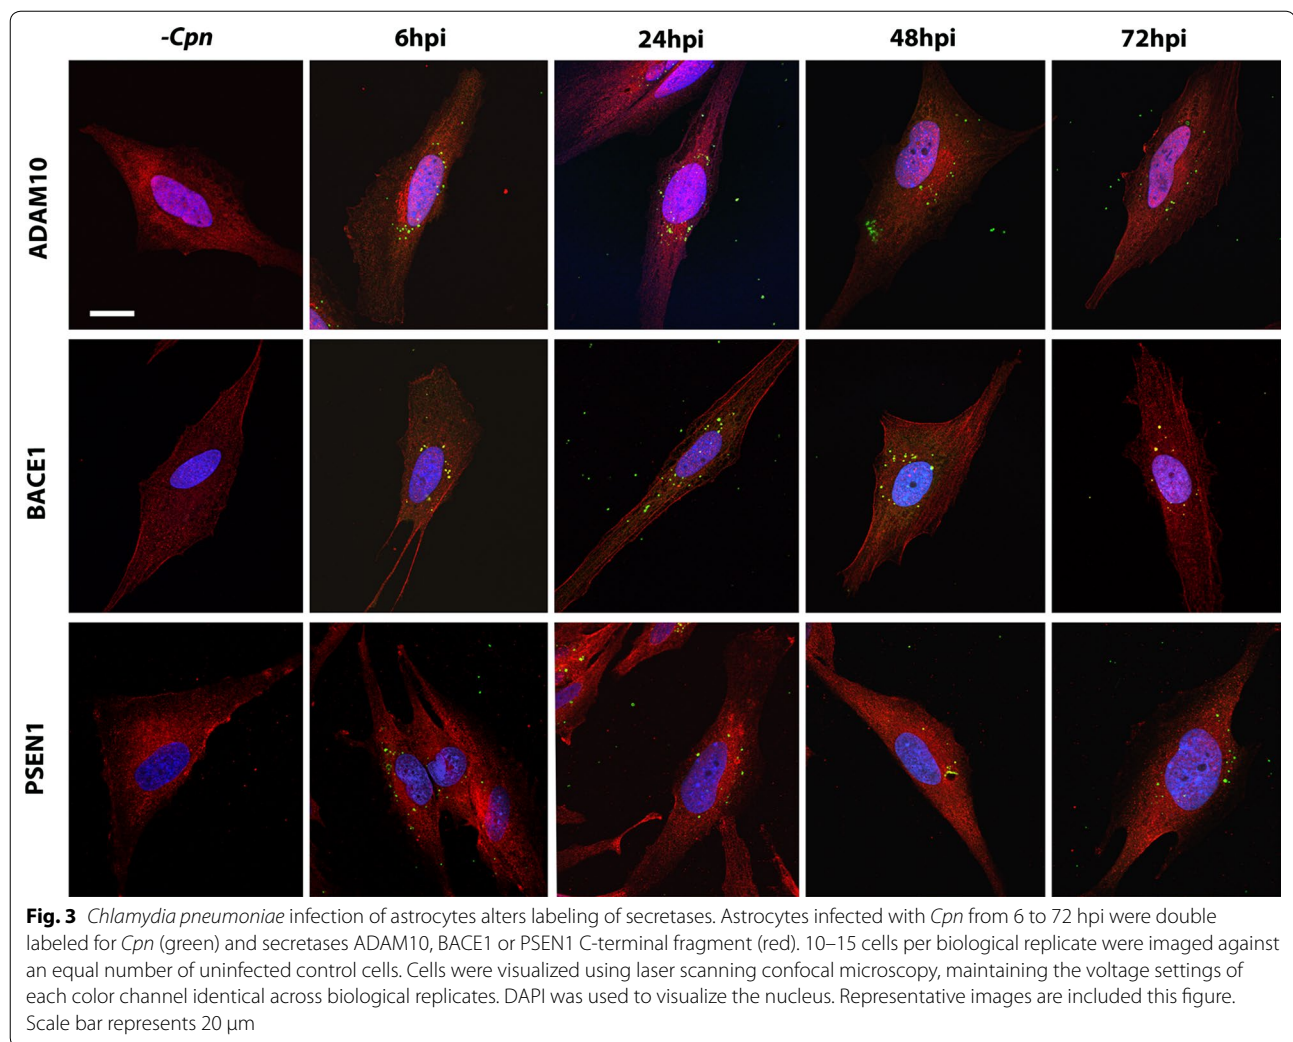 -Cpn 6hpi 24hpi 48hpi 72hpi
ADAM10
BACE1
PSEN1
Fig. 3 Chlamydia pneumoniae infection of astrocytes alters labeling of secretases. Astrocytes infected with Cpn from 6 to 72 hpi were double
labeled for Cpn (green) and secretases ADAM10, BACE1 or PSEN1 C-terminal fragment (red). 10–15 cells per biological replicate were imaged against
an equal number of uninfected control cells. Cells were visualized using laser scanning confocal microscopy, maintaining the voltage settings of
each color channel identical across biological replicates. DAPI was used to visualize the nucleus. Representative images are included this figure.
Scale bar represents 20 μm